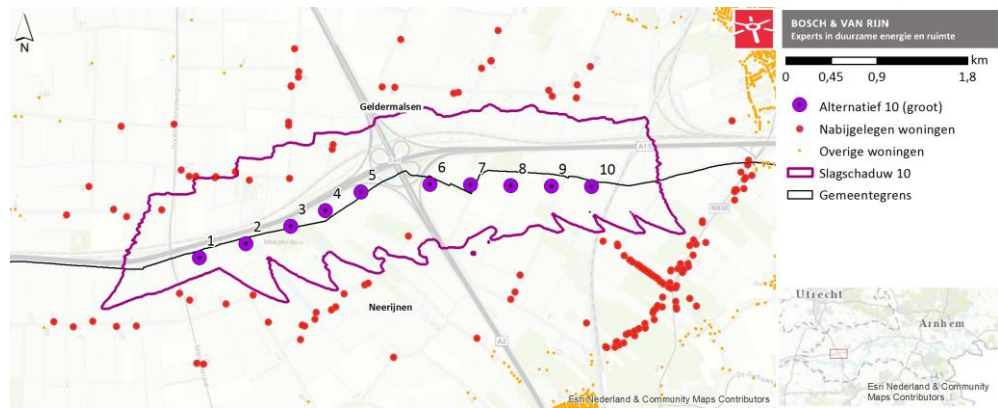 N
BOSCH & VAN RIJN
Experts in duurzame energie en ruimte
km
0 0,45 0,9 1,8
Alternatief 10 (groot)
Nabijgelegen woningen
Overige woningen
Slagschaduw 10
Gemeentegrens
Geldermalsen
A15
1 2 3 4 5 6 7 8 9 10
N830
Neerijnen
A2
Esri Nederland & Community Maps Contributors
Utrecht
Arnhem
Esri Nederland & Community
Maps Contributors